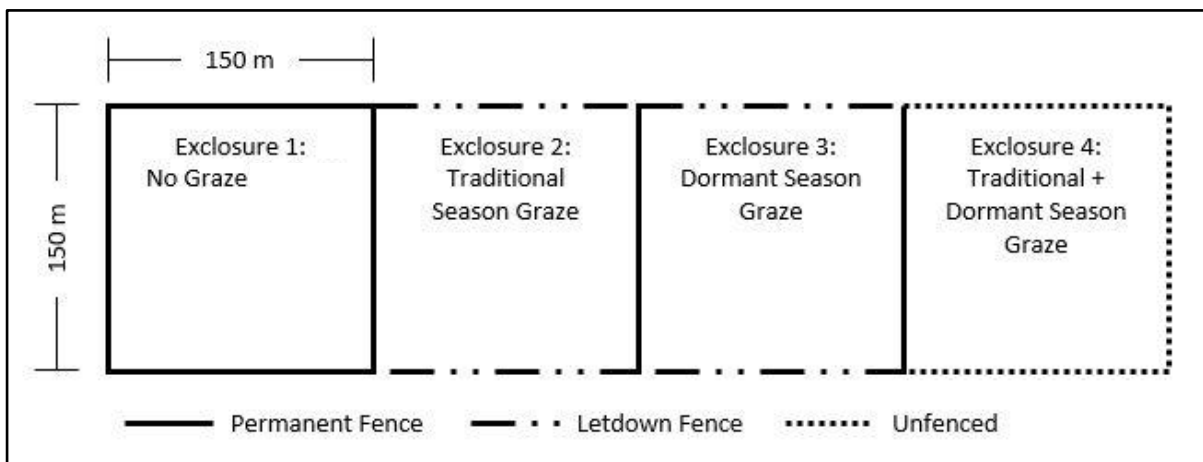 150 m
150 m
Exclosure 1:
No Graze
Exclosure 2:
Traditional
Season Graze
Exclosure 3:
Dormant Season
Graze
Exclosure 4:
Traditional +
Dormant Season
Graze
Permanent Fence
Letdown Fence
Unfenced